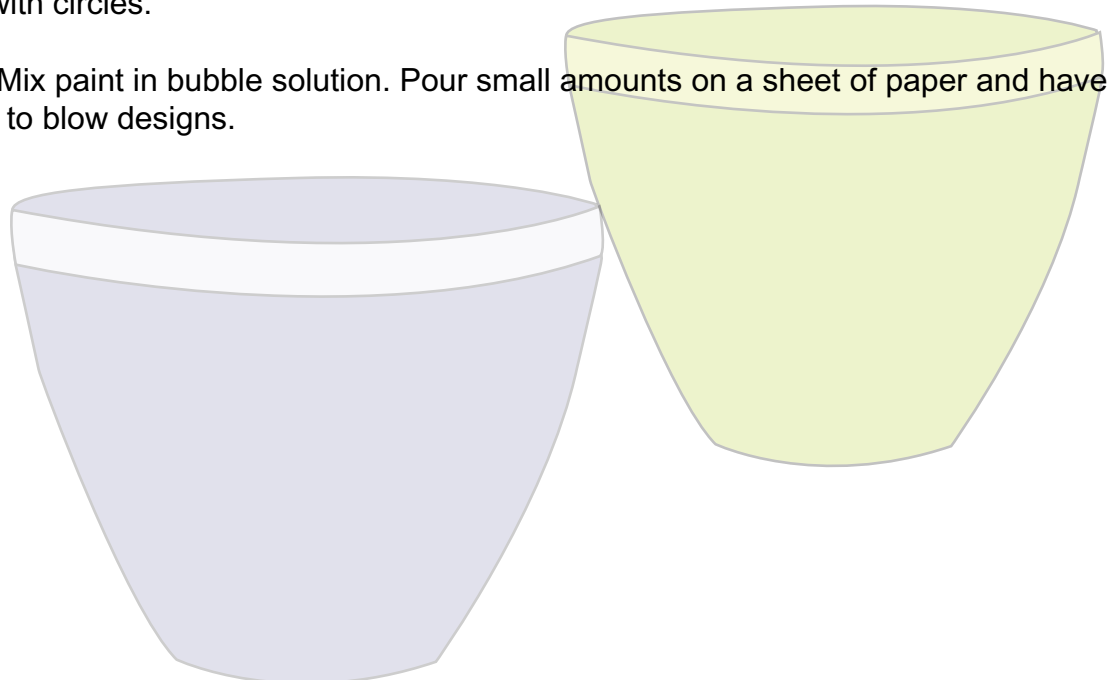 with circles.
Mix paint in bubble solution. Pour small amounts on a sheet of paper and have
to blow designs.